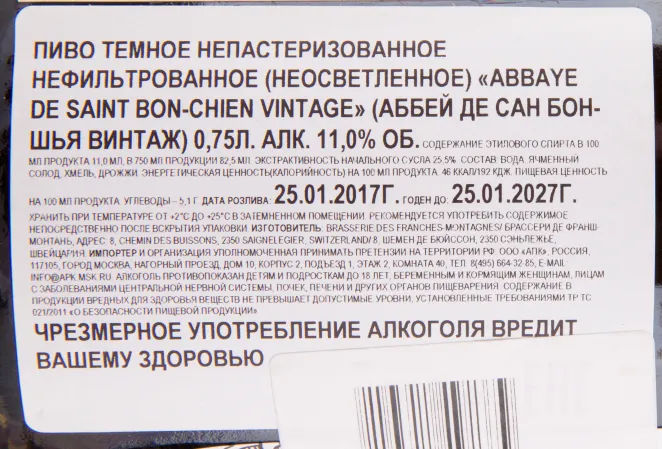 ПИВО ТЕМНОЕ НЕПАСТЕРИЗОВАННОЕ
НЕФИЛЬТРОВАННОЕ (НЕОСВЕТЛЕННОЕ) «ABBAYE
DE SAINT BON-CHIEN VINTAGE» (АББЕЙ ДЕ САН БОН-
ШЬЯ ВИНТАЖ) 0,75Л. АЛК. 11,0% ОБ. СОДЕРЖАНИЕ ЭТИЛОВОГО СПИРТА В 100
МЛ ПРОДУКТА 11,0 МЛ, В 750 МЛ ПРОДУКЦИИ 82,5 МЛ. ЭКСТРАКТИВНОСТЬ НАЧАЛЬНОГО СУСЛА 25,5%. СОСТАВ: ВОДА, ЯЧМЕННЫЙ
СОЛОД, ХМЕЛЬ, ДРОЖЖИ. ЭНЕРГЕТИЧЕСКАЯ ЦЕННОСТЬ(КАЛОРИЙНОСТЬ) НА 100 МЛ ПРОДУКТА: 46 ККАЛ/192 КДЖ. ПИЩЕВАЯ ЦЕННОСТЬ
НА 100 МЛ ПРОДУКТА: УГЛЕВОДЫ – 5,1 Г. ДАТА РОЗЛИВА: 25.01.2017Г. ГОДЕН ДО: 25.01.2027Г.
ХРАНИТЬ ПРИ ТЕМПЕРАТУРЕ ОТ +2°С ДО +25°С В ЗАТЕМНЕННОМ ПОМЕЩЕНИИ. РЕКОМЕНДУЕТСЯ УПОТРЕБИТЬ СОДЕРЖИМОЕ
НЕПОСРЕДСТВЕННО ПОСЛЕ ВСКРЫТИЯ УПАКОВКИ. ИЗГОТОВИТЕЛЬ: BRASSERIE DES FRANCHES-MONTAGNES/ БРАССЕРИ ДЕ ФРАНШ-
МОНТАНЬ, АДРЕС: 8, CHEMIN DES BUISSONS, 2350 SAIGNELEGIER, SWITZERLAND/ 8, ШЕМЕН ДЕ БЮЙССОН, 2350 СЭНЬЛЕЖЬЕ,
ШВЕЙЦАРИЯ. ИМПОРТЕР И ОРГАНИЗАЦИЯ УПОЛНОМОЧЕННАЯ ПРИНИМАТЬ ПРЕТЕНЗИИ НА ТЕРРИТОРИИ РФ: ООО «АПК», РОССИЯ,
117105, ГОРОД МОСКВА, НАГОРНЫЙ ПРОЕЗД, ДОМ 10, КОРПУС 2, ПОДЪЕЗД 1, ЭТАЖ 2, КОМНАТА 40, ТЕЛ. 8(495) 664-32-85, E-MAIL:
INFO@APK.MSK.RU. АЛКОГОЛЬ ПРОТИВОПОКАЗАН ДЕТЯМ И ПОДРОСТКАМ ДО 18 ЛЕТ, БЕРЕМЕННЫМ И КОРМЯЩИМ ЖЕНЩИНАМ, ЛИЦАМ
С ЗАБОЛЕВАНИЯМИ ЦЕНТРАЛЬНОЙ НЕРВНОЙ СИСТЕМЫ, ПОЧЕК, ПЕЧЕНИ И ДРУГИХ ОРГАНОВ ПИЩЕВАРЕНИЯ. СОДЕРЖАНИЕ В
ПРОДУКЦИИ ВРЕДНЫХ ДЛЯ ЗДОРОВЬЯ ВЕЩЕСТВ НЕ ПРЕВЫШАЕТ ДОПУСТИМЫЕ УРОВНИ, УСТАНОВЛЕННЫЕ ТРЕБОВАНИЯМИ ТР ТС
021/2011 «О БЕЗОПАСНОСТИ ПИЩЕВОЙ ПРОДУКЦИИ»
ЧРЕЗМЕРНОЕ УПОТРЕБЛЕНИЕ АЛКОГОЛЯ ВРЕДИТ
ВАШЕМУ ЗДОРОВЬЮ